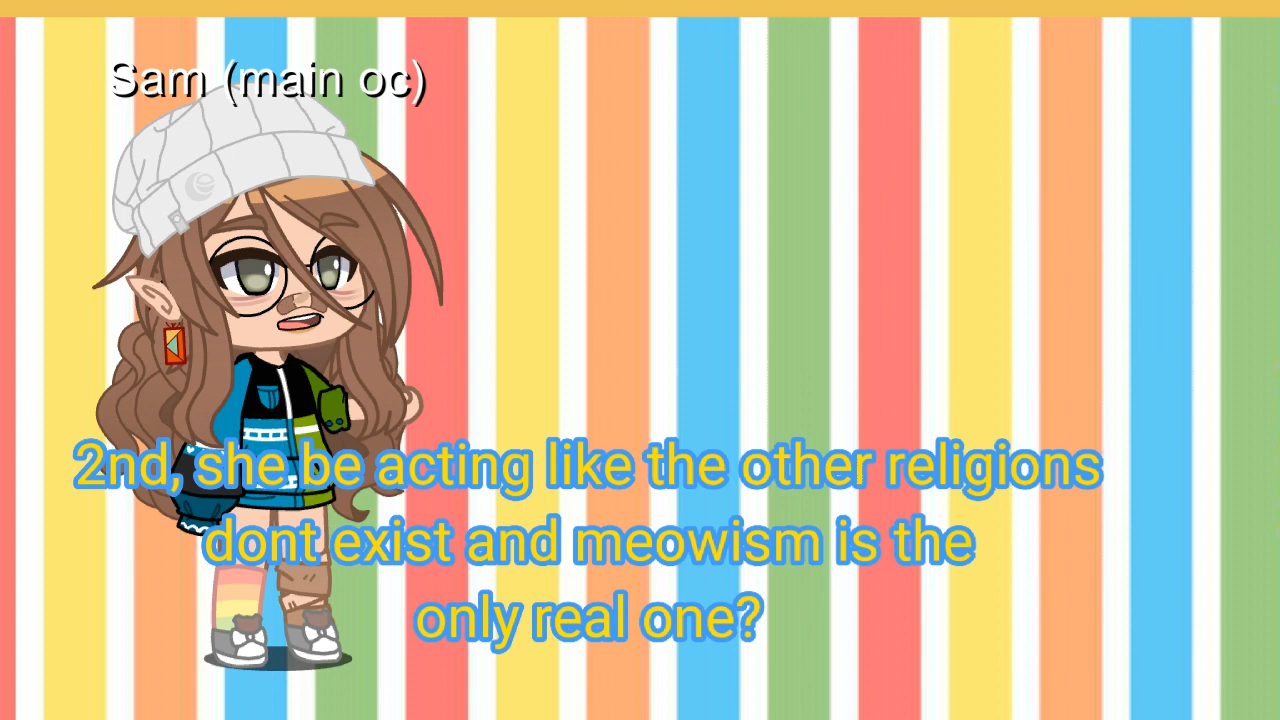 Sam (main oc)
2nd, she be acting like the other religions
dont exist and meowism is the
only real one?